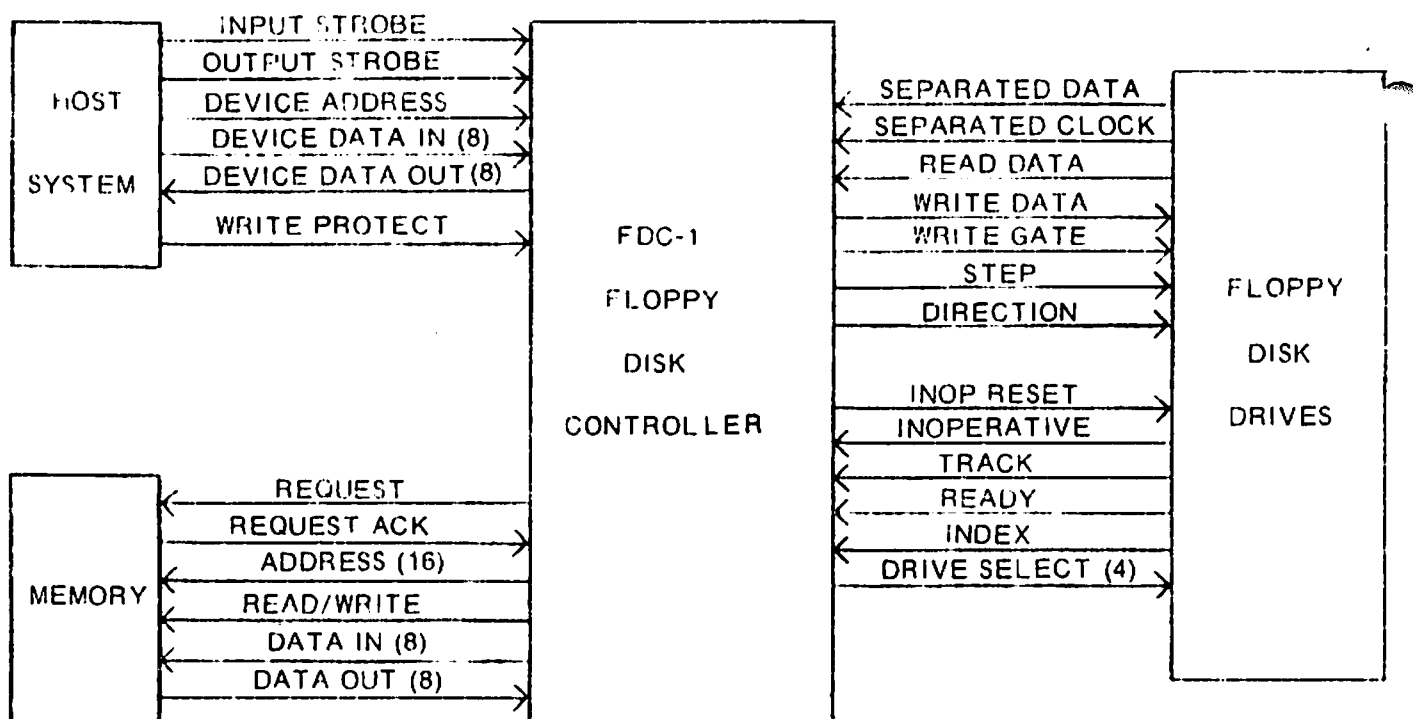 HOST
SYSTEM
INPUT STROBE
OUTPUT STROBE
DEVICE ADDRESS
DEVICE DATA IN (8)
DEVICE DATA OUT (8)
WRITE PROTECT
MEMORY
REQUEST
REQUEST ACK
ADDRESS (16)
READ/WRITE
DATA IN (8)
DATA OUT (8)
FDC-1
FLOPPY
DISK
CONTROLLER
SEPARATED DATA
SEPARATED CLOCK
READ DATA
WRITE DATA
WRITE GATE
STEP
DIRECTION
INOP RESET
INOPERATIVE
TRACK
READY
INDEX
DRIVE SELECT (4)
FLOPPY
DISK
DRIVES